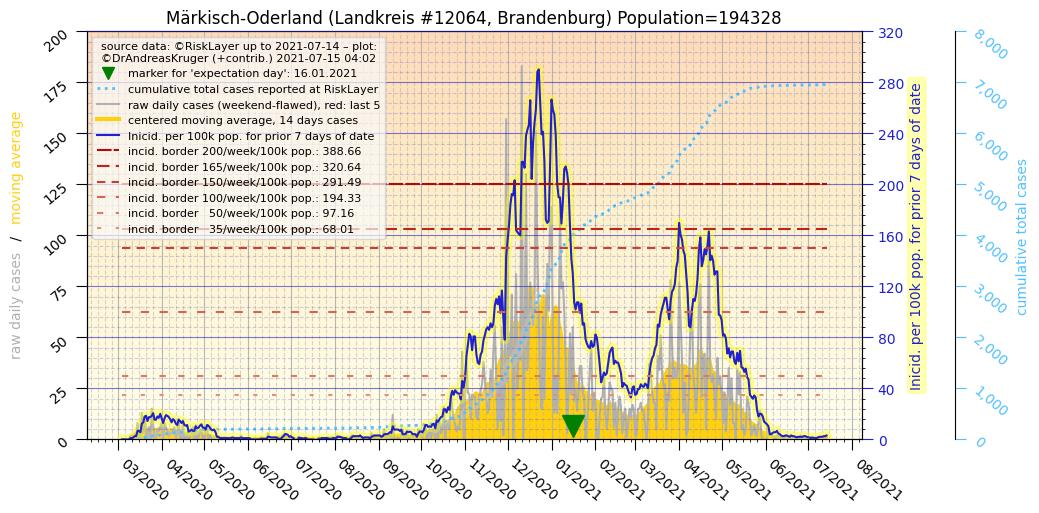 Märkisch-Oderland (Landkreis #12064, Brandenburg) Population=194328
source data: ©RiskLayer up to 2021-07-14 – plot:
©DrAndreasKruger (+contrib.) 2021-07-15 04:02
marker for 'expectation day': 16.01.2021
cumulative total cases reported at RiskLayer
raw daily cases (weekend-flawed), red: last 5
centered moving average, 14 days cases
Inicid. per 100k pop. for prior 7 days of date
incid. border 200/week/100k pop.: 388.66
incid. border 165/week/100k pop.: 320.64
incid. border 150/week/100k pop.: 291.49
incid. border 100/week/100k pop.: 194.33
incid. border 50/week/100k pop.: 97.16
incid. border 35/week/100k pop.: 68.01
raw daily cases / moving average
200
175
150
125
100
75
50
25
0
320
280
240
200
160
120
80
40
0
Inicid. per 100k pop. for prior 7 days of date
8,000
7,000
6,000
5,000
4,000
3,000
2,000
1,000
0
cumulative total cases
03/2020
04/2020
05/2020
06/2020
07/2020
08/2020
09/2020
10/2020
11/2020
12/2020
01/2021
02/2021
03/2021
04/2021
05/2021
06/2021
07/2021
08/2021